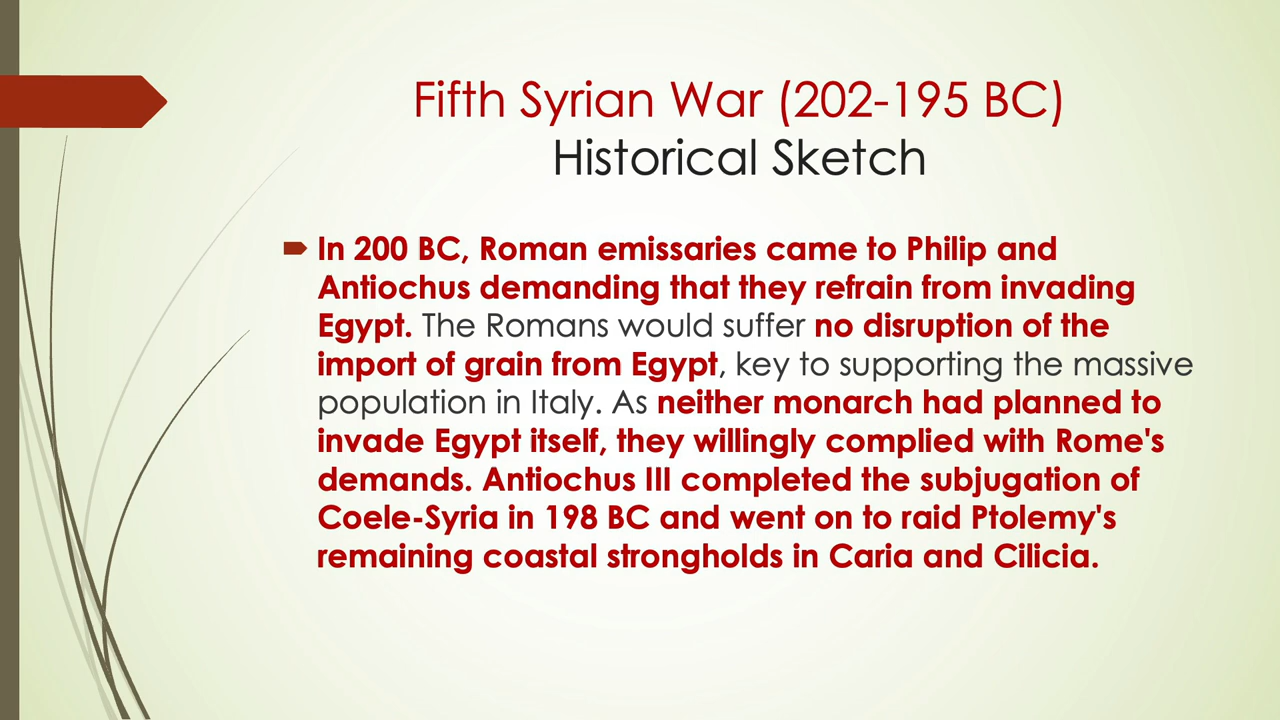 Fifth Syrian War (202-195 BC)
Historical Sketch
In 200 BC, Roman emissaries came to Philip and
Antiochus demanding that they refrain from invading
Egypt. The Romans would suffer no disruption of the
import of grain from Egypt, key to supporting the massive
population in Italy. As neither monarch had planned to
invade Egypt itself, they willingly complied with Rome's
demands. Antiochus III completed the subjugation of
Coele-Syria in 198 BC and went on to raid Ptolemy's
remaining coastal strongholds in Caria and Cilicia.